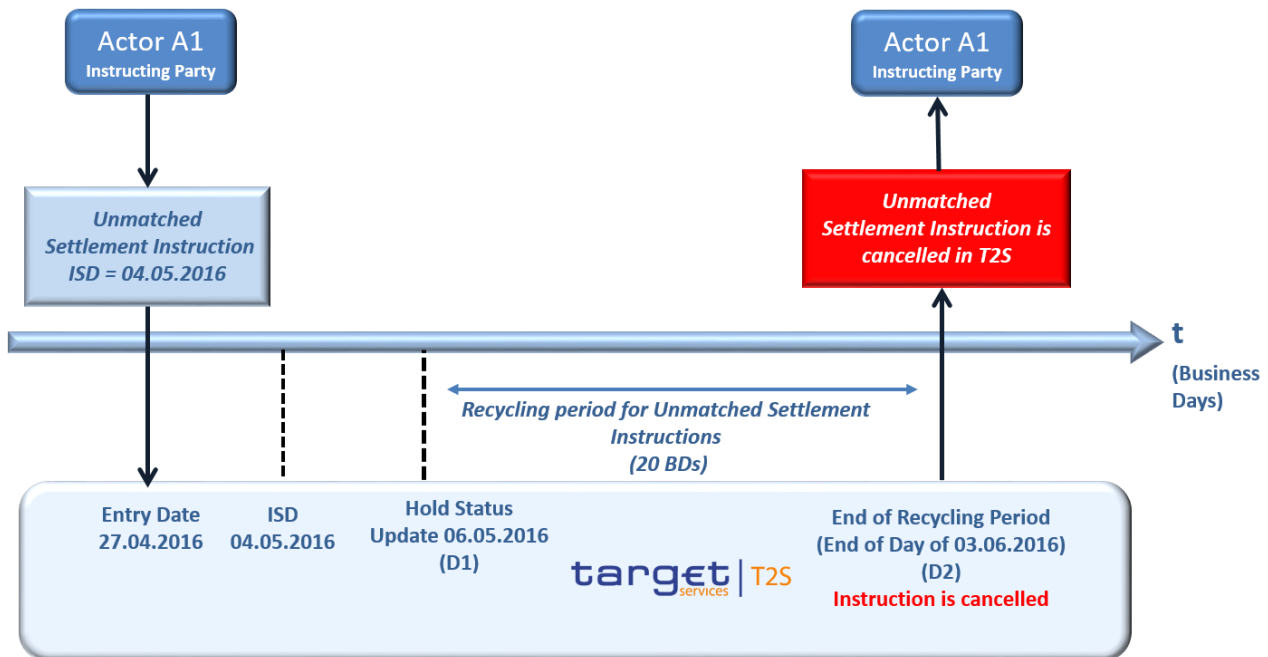 Actor A1
Instructing Party
Actor A1
Instructing Party
Unmatched
Settlement Instruction
ISD = 04.05.2016
Unmatched
Settlement Instruction is
cancelled in T2S
t
(Business
Days)
Recycling period for Unmatched Settlement
Instructions
(20 BDs)
Entry Date
27.04.2016
ISD
04.05.2016
Hold Status
Update 06.05.2016
(D1)
target | T2S
services
End of Recycling Period
(End of Day of 03.06.2016)
(D2)
Instruction is cancelled